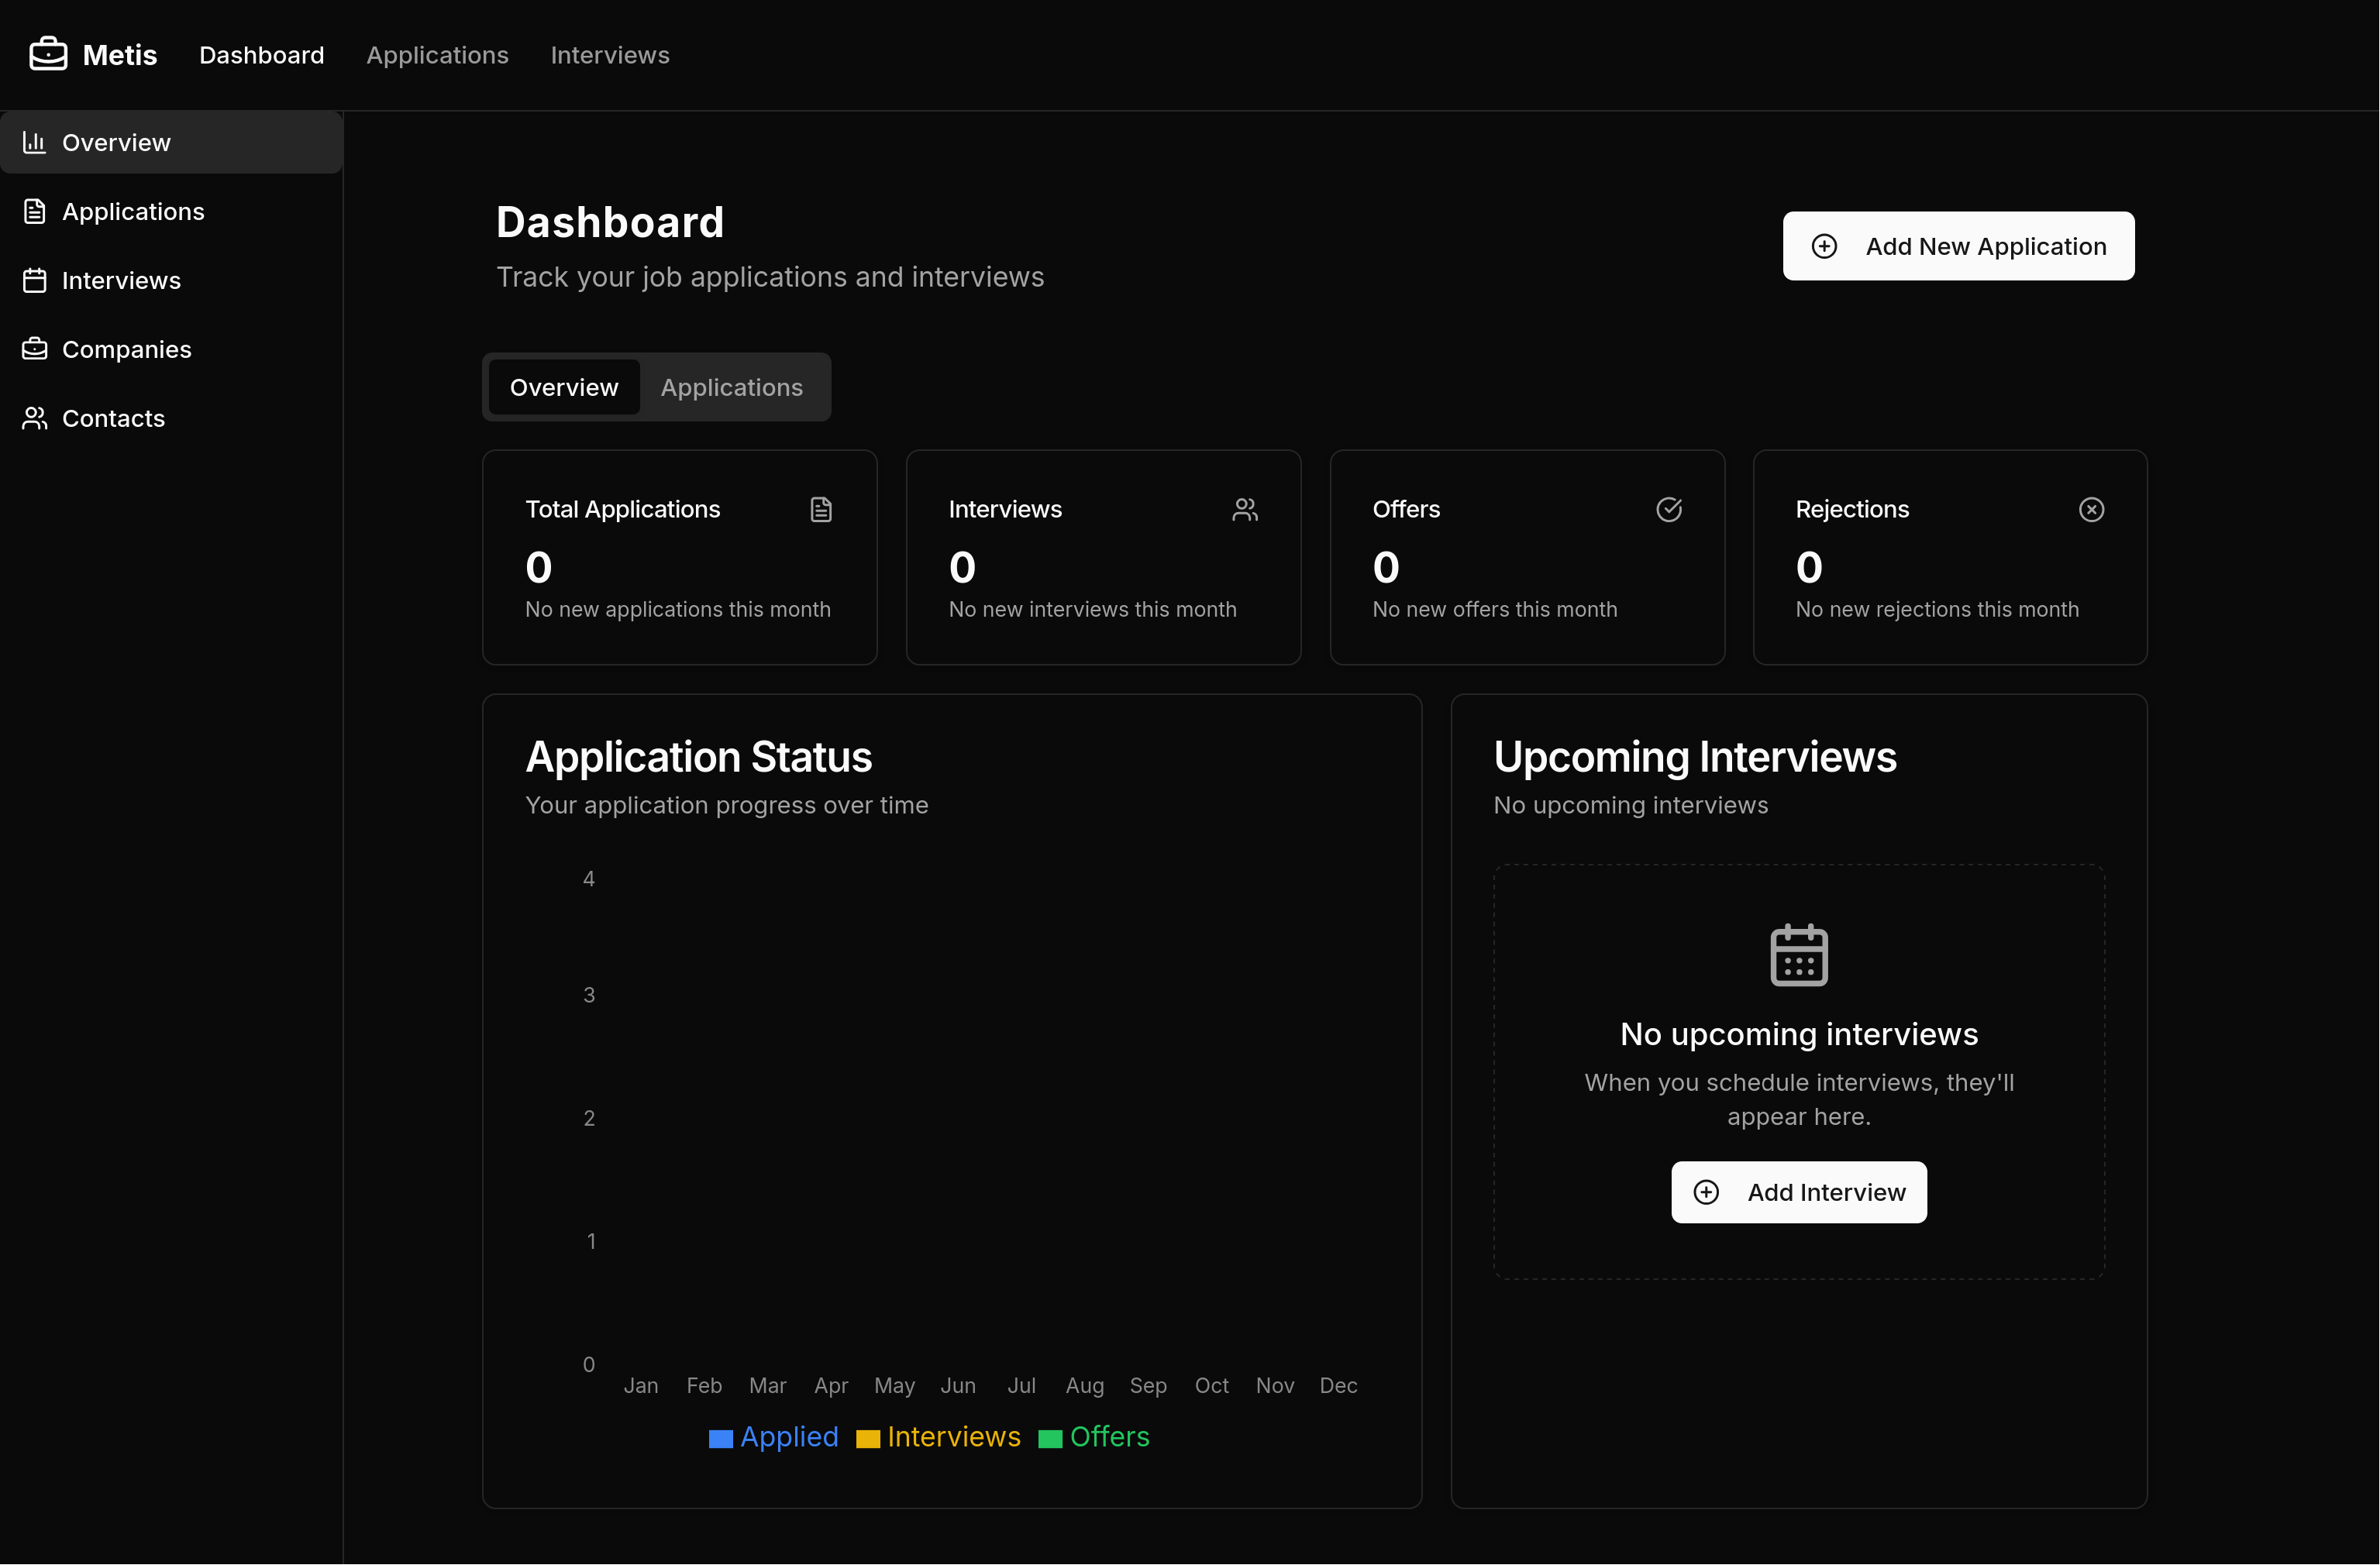 Metis Dashboard Applications Interviews
Overview
Applications
Interviews
Companies
Contacts
Dashboard
Track your job applications and interviews
Add New Application
Overview Applications
Total Applications
0
No new applications this month
Interviews
0
No new interviews this month
Offers
0
No new offers this month
Rejections
0
No new rejections this month
Application Status
Your application progress over time
4
3
2
1
0
Jan Feb Mar Apr May Jun Jul Aug Sep Oct Nov Dec
Applied Interviews Offers
Upcoming Interviews
No upcoming interviews
No upcoming interviews
When you schedule interviews, they'll
appear here.
Add Interview